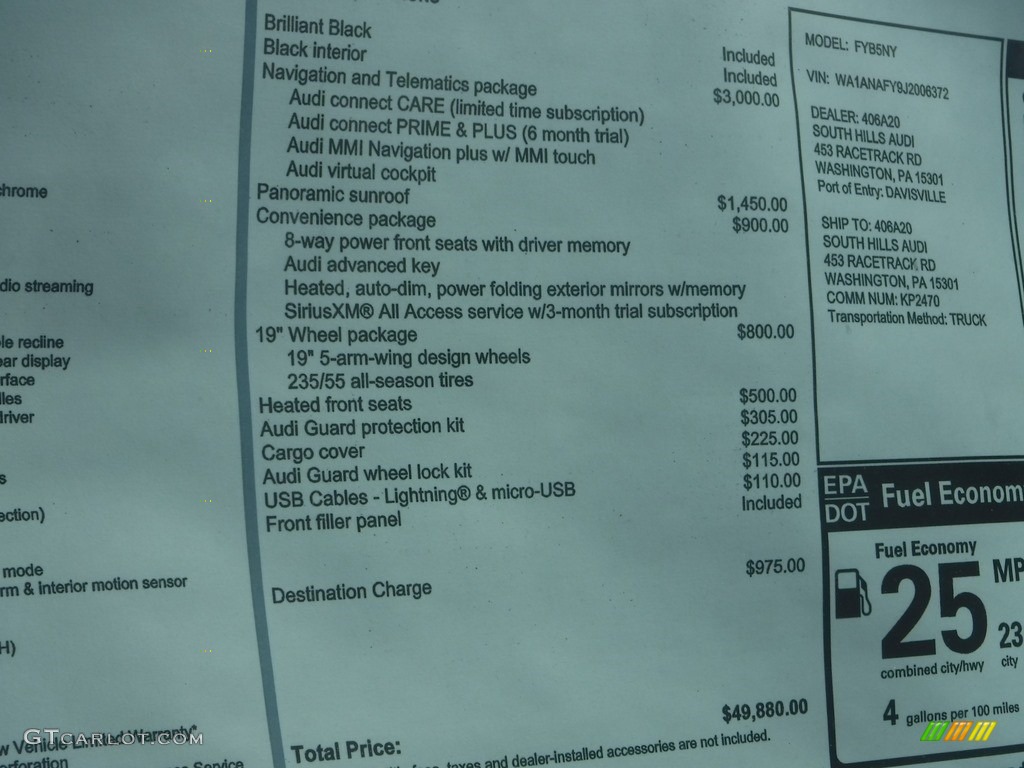 chrome
dio streaming
le recline
ear display
rface
lles
driver
s
ection)
mode
rm & interior motion sensor
H)
w Vehicle Limited Warranty*
orporation
Service
Brilliant Black
Black interior Included
Navigation and Telematics package Included
Audi connect CARE (limited time subscription) $3,000.00
Audi connect PRIME & PLUS (6 month trial)
Audi MMI Navigation plus w/ MMI touch
Audi virtual cockpit
Panoramic sunroof $1,450.00
Convenience package $900.00
8-way power front seats with driver memory
Audi advanced key
Heated, auto-dim, power folding exterior mirrors w/memory
SiriusXM® All Access service w/3-month trial subscription
19" Wheel package $800.00
19" 5-arm-wing design wheels
235/55 all-season tires
Heated front seats $500.00
Audi Guard protection kit $305.00
Cargo cover $225.00
Audi Guard wheel lock kit $115.00
USB Cables - Lightning® & micro-USB $110.00
Front filler panel Included
Destination Charge $975.00
Total Price: $49,880.00
taxes and dealer-installed accessories are not included.
MODEL: FYB5NY
VIN: WA1ANAFY9J2006372
DEALER: 406A20
SOUTH HILLS AUDI
453 RACETRACK RD
WASHINGTON, PA 15301
Port of Entry: DAVISVILLE
SHIP TO: 406A20
SOUTH HILLS AUDI
453 RACETRACK RD
WASHINGTON, PA 15301
COMM NUM: KP2470
Transportation Method: TRUCK
EPA
DOT
Fuel Econom
Fuel Economy
25 MP
23
combined city/hwy city
4 gallons per 100 miles
GTCARLOT.COM